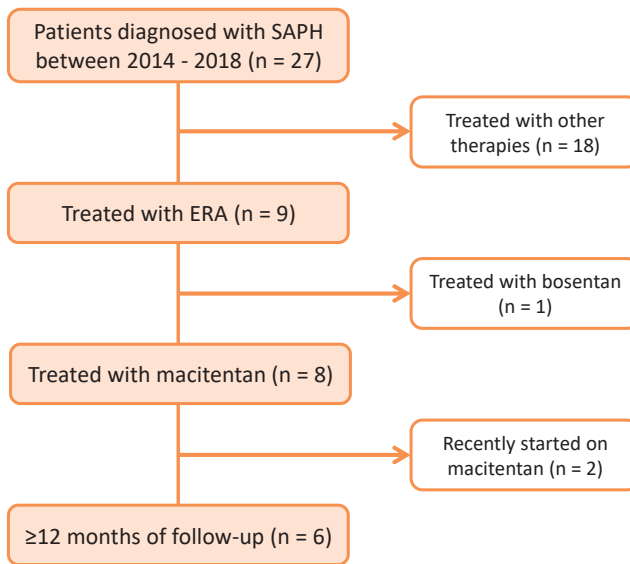 Patients diagnosed with SAPH
between 2014 - 2018 (n = 27)
Treated with other
therapies (n = 18)
Treated with ERA (n = 9)
Treated with bosentan
(n = 1)
Treated with macitentan (n = 8)
Recently started on
macitentan (n = 2)
≥12 months of follow-up (n = 6)